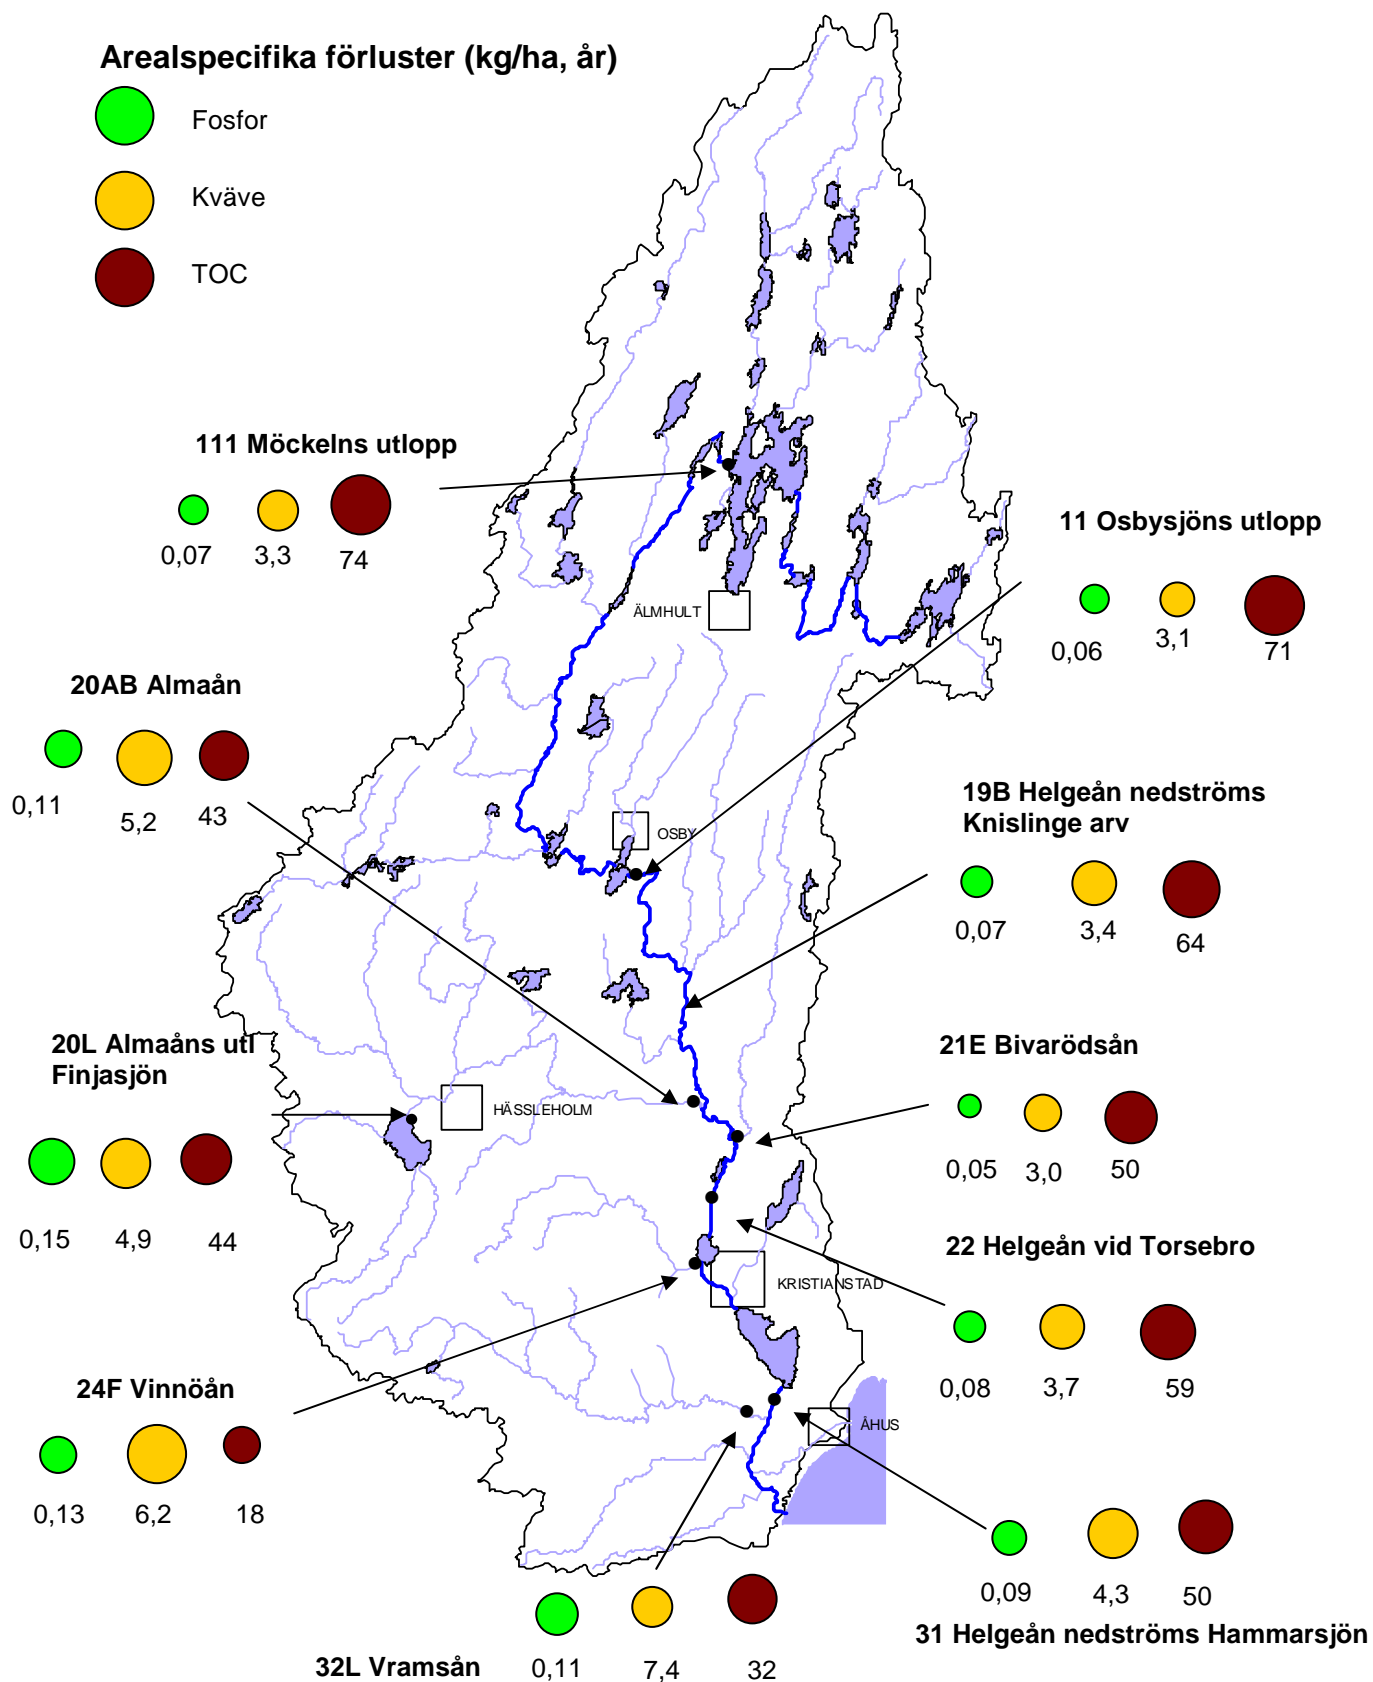 Arealspecifika förluster (kg/ha, år)
Fosfor
Kväve
TOC
111 Möckelns utlopp
0,07 3,3 74
11 Osbysjöns utlopp
0,06 3,1 71
ÄLMHULT
20AB Almaån
0,11 5,2 43
19B Helgeån nedströms
Knislinge arv
0,07 3,4 64
OSBY
20L Almaåns utl
Finjasjön
0,15 4,9 44
HÄSSLEHOLM
21E Bivarödsån
0,05 3,0 50
22 Helgeån vid Torsebro
0,08 3,7 59
KRISTIANSTAD
24F Vinnöån
0,13 6,2 18
ÅHUS
0,09 4,3 50
31 Helgeån nedströms Hammarsjön
32L Vramsån 0,11 7,4 32